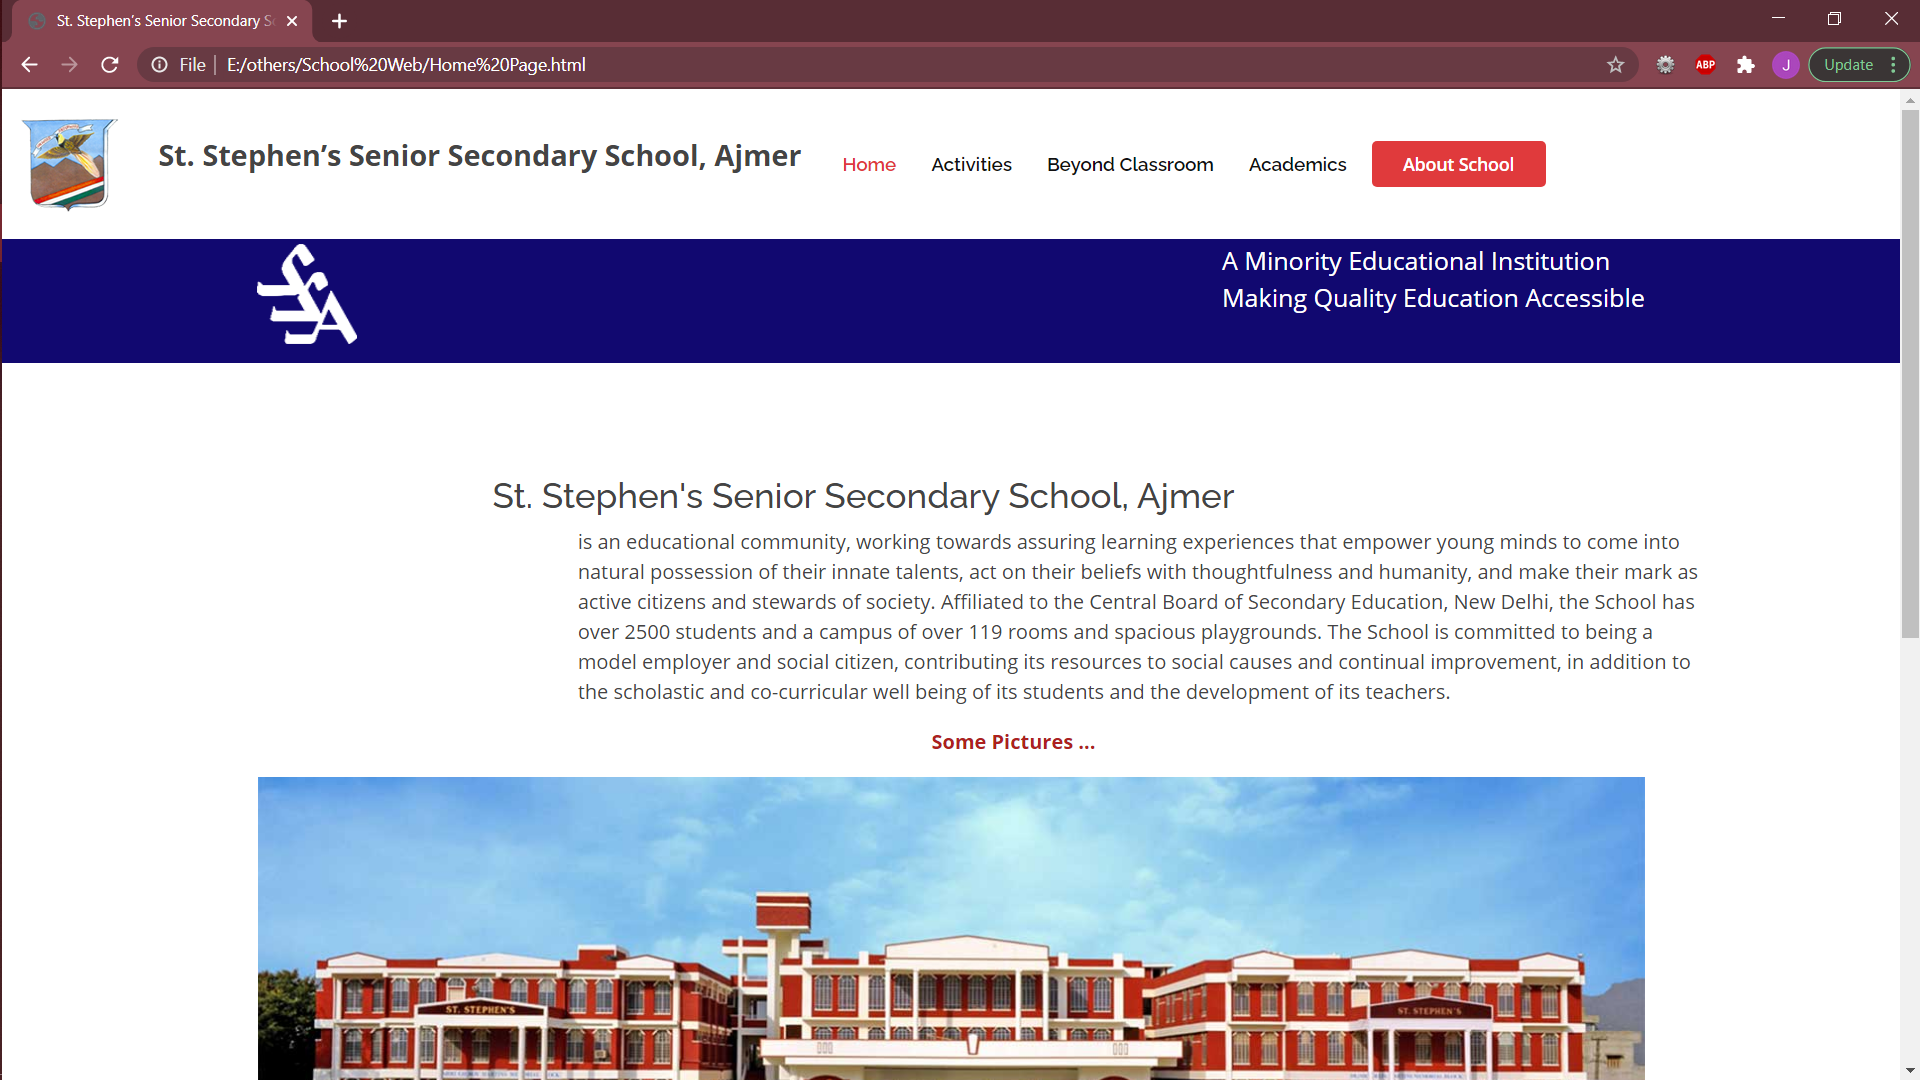 St. Stephen’s Senior Secondary S
File
E:/others/School%20Web/Home%20Page.html
ABP
J
Update
St. Stephen’s Senior Secondary School, Ajmer
Home
Activities
Beyond Classroom
Academics
About School
SSA
A Minority Educational Institution
Making Quality Education Accessible
St. Stephen's Senior Secondary School, Ajmer
is an educational community, working towards assuring learning experiences that empower young minds to come into
natural possession of their innate talents, act on their beliefs with thoughtfulness and humanity, and make their mark as
active citizens and stewards of society. Affiliated to the Central Board of Secondary Education, New Delhi, the School has
over 2500 students and a campus of over 119 rooms and spacious playgrounds. The School is committed to being a
model employer and social citizen, contributing its resources to social causes and continual improvement, in addition to
the scholastic and co-curricular well being of its students and the development of its teachers.
Some Pictures ...
ST. STEPHEN'S
ST. STEPHEN'S